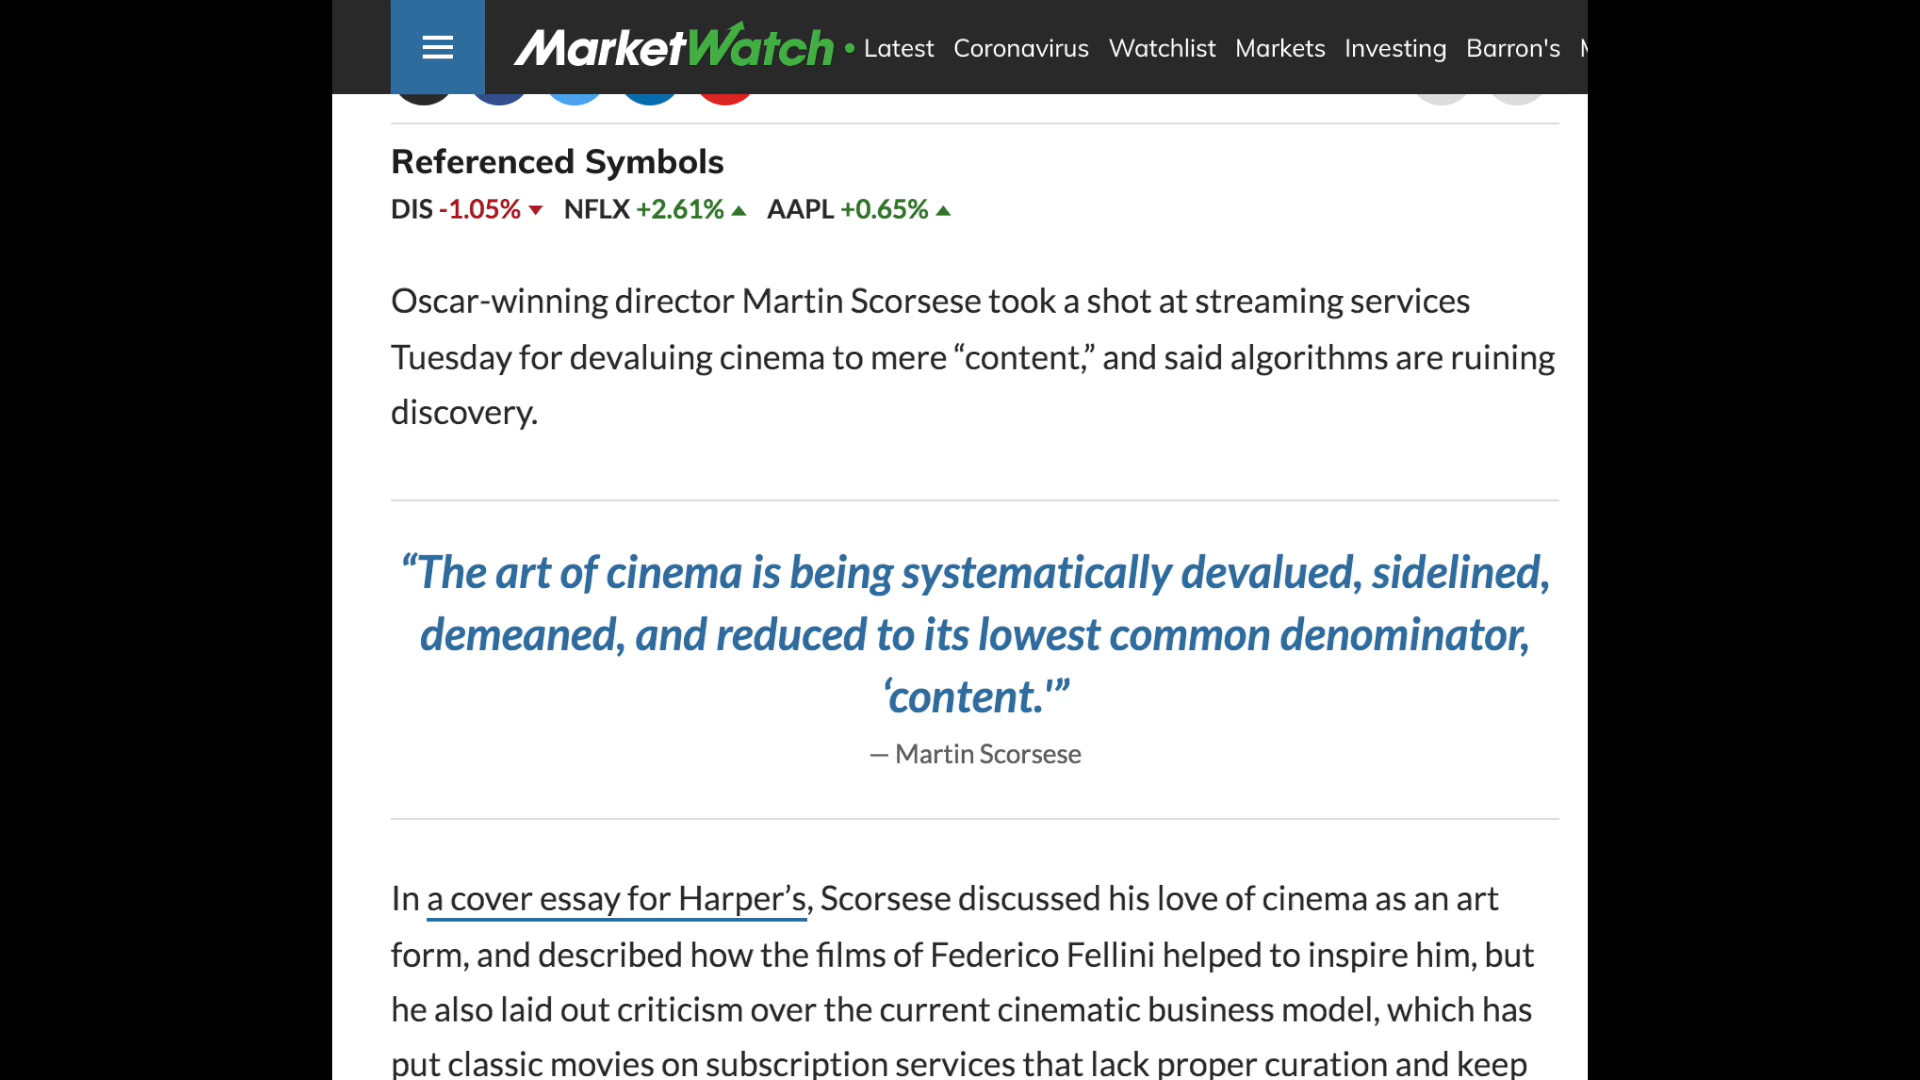 MarketWatch • Latest Coronavirus Watchlist Markets Investing Barron's
Referenced Symbols
DIS -1.05% ▼ NFLX +2.61% ▲ AAPL +0.65% ▲
Oscar-winning director Martin Scorsese took a shot at streaming services
Tuesday for devaluing cinema to mere “content,” and said algorithms are ruining
discovery.
“The art of cinema is being systematically devalued, sidelined,
demeaned, and reduced to its lowest common denominator,
‘content.'”
— Martin Scorsese
In a cover essay for Harper’s, Scorsese discussed his love of cinema as an art
form, and described how the films of Federico Fellini helped to inspire him, but
he also laid out criticism over the current cinematic business model, which has
put classic movies on subscription services that lack proper curation and keep